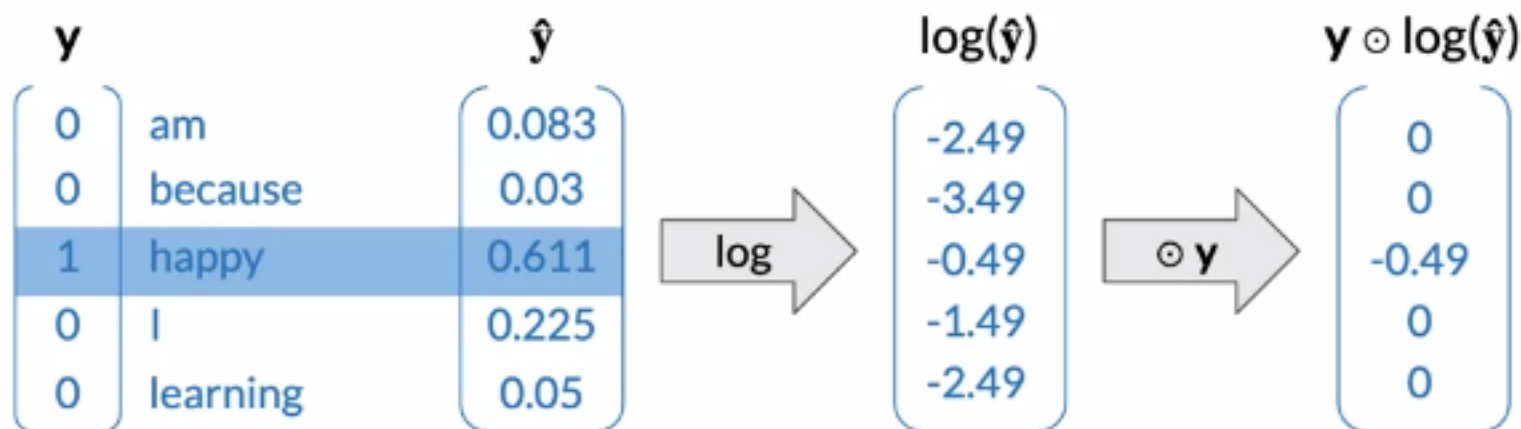 y ŷ log(ŷ) y ⊙ log(ŷ)
0 am 0.083 -2.49 0
0 because 0.03 -3.49 0
1 happy 0.611 log -0.49 ⊙ y -0.49
0 I 0.225 -1.49 0
0 learning 0.05 -2.49 0